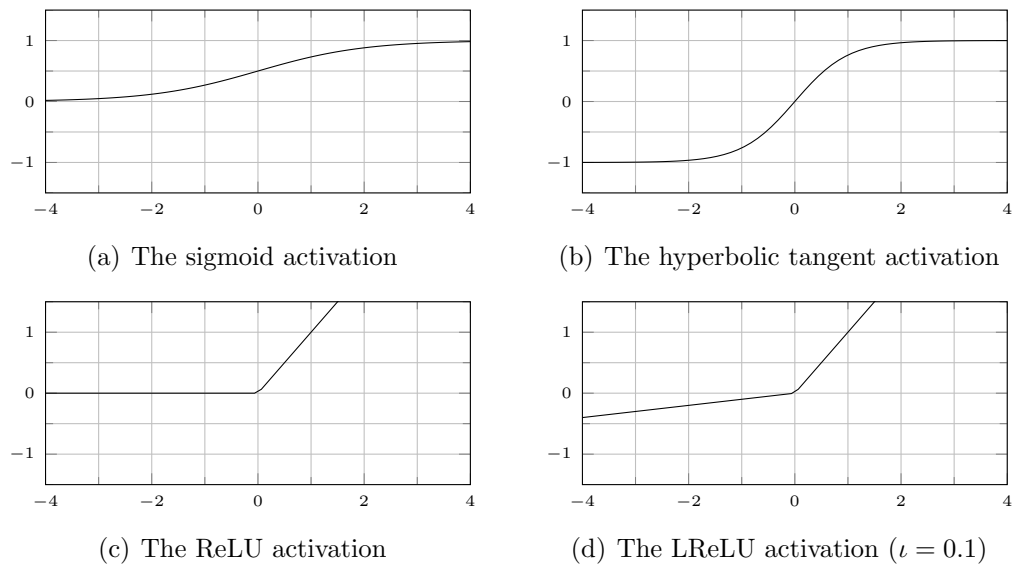 1
0
−1
−4 −2 0 2 4
(a) The sigmoid activation
1
0
−1
−4 −2 0 2 4
(b) The hyperbolic tangent activation
1
0
−1
−4 −2 0 2 4
(c) The ReLU activation
1
0
−1
−4 −2 0 2 4
(d) The LReLU activation (ι = 0.1)